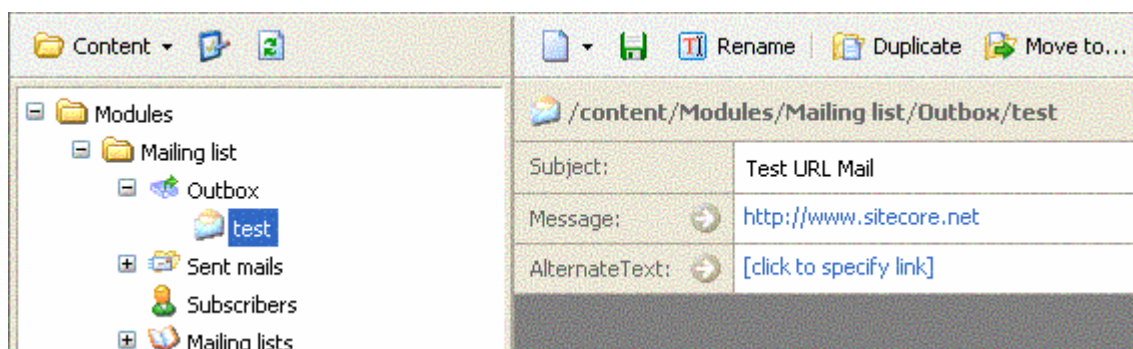 Content
Rename
Duplicate
Move to...
Modules
Mailing list
Outbox
test
Sent mails
Subscribers
Mailing lists
/content/Modules/Mailing list/Outbox/test
Subject: Test URL Mail
Message: http://www.sitecore.net
AlternateText: [click to specify link]